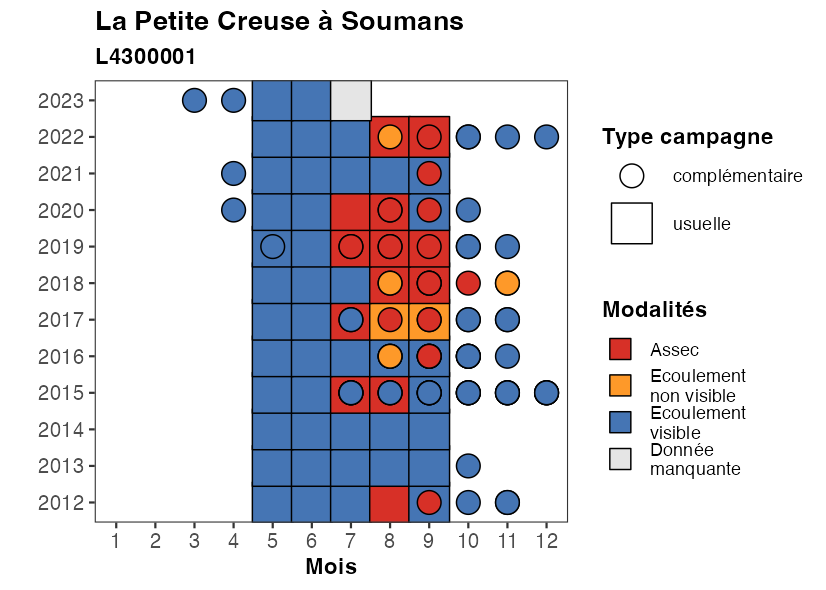 La Petite Creuse à Soumans
L4300001
2023
2022
2021
2020
2019
2018
2017
2016
2015
2014
2013
2012
1 2 3 4 5 6 7 8 9 10 11 12
Mois
Type campagne
complémentaire
usuelle
Modalités
Assec
Ecoulement
non visible
Ecoulement
visible
Donnée
manquante